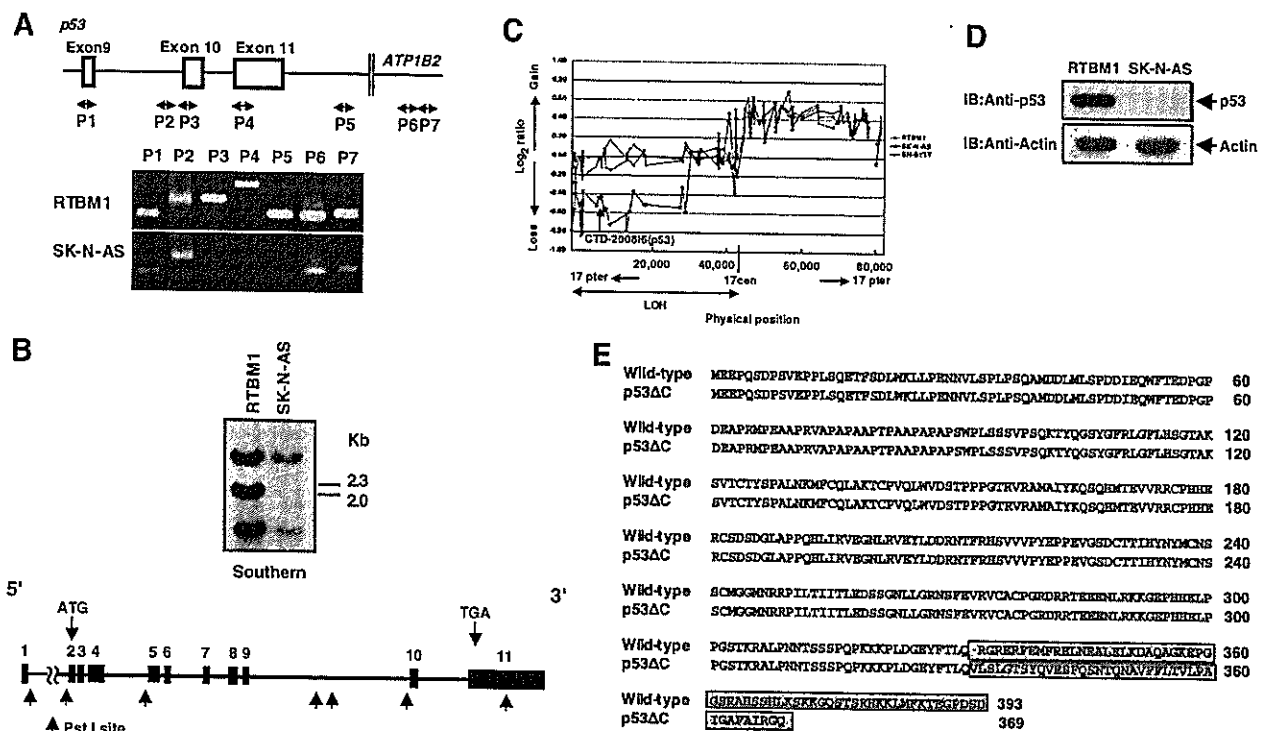 A
p53
Exon9 Exon 10 Exon 11 ATP1B2
P1 P2 P3 P4 P5 P6 P7
P1 P2 P3 P4 P5 P6 P7
RTBM1
SK-N-AS
B
RTBM1
SK-N-AS
Kb
2.3
2.0
Southern
5' 3'
ATG TGA
1 2 3 4 5 6 7 8 9 10 11
Pst I site
C
Gain
Log2 ratio
Loss
CTD-200816(p53)
20,000 40,000 60,000 80,000
17 pter 17cen 17 pter
LOH
Physical position
D
RTBM1 SK-N-AS
IB:Anti-p53 p53
IB:Anti-Actin Actin
E
Wild-type MEEPQSDPSVEPPLSQETFSDLWKLLPENNVLSPLPSQAMDDLMLSPDDIEQWFTEDPGP 60
p53ΔC MEEPQSDPSVEPPLSQETFSDLWKLLPENNVLSPLPSQAMDDLMLSPDDIEQWFTEDPGP 60
Wild-type DEAPRMPEAAPRVAPAPAAPTPAAPAPAPSWPLSSSVPSQKTYQGSYGFRLGFLHSGTAK 120
p53ΔC DEAPRMPEAAPRVAPAPAAPTPAAPAPAPSWPLSSSVPSQKTYQGSYGFRLGFLHSGTAK 120
Wild-type SVTCTYSPALNKMFCQLAKTCPVQLWVDSTPPPGTRVRAMAIYKQSQHMTEVVRRCPHHE 180
p53ΔC SVTCTYSPALNKMFCQLAKTCPVQLWVDSTPPPGTRVRAMAIYKQSQHMTEVVRRCPHHE 180
Wild-type RCSDSDGLAPPQHLIRVEGNLRVEYLDDRNTFRHSVVVPYEPPEVGSDCTTIHYNYMCNS 240
p53ΔC RCSDSDGLAPPQHLIRVEGNLRVEYLDDRNTFRHSVVVPYEPPEVGSDCTTIHYNYMCNS 240
Wild-type SCMGGMNRRPILTIITLEDSSGNLLGRNSFEVRVCACPGRDRRTEEENLRKKGEPHHELP 300
p53ΔC SCMGGMNRRPILTIITLEDSSGNLLGRNSFEVRVCACPGRDRRTEEENLRKKGEPHHELP 300
Wild-type PGSTKRALPNNTSSSPQPKKKPLDGEYFTLQ RGRERFEMFRELNEALELKDAQAGKEPG 360
p53ΔC PGSTKRALPNNTSSSPQPKKKPLDGEYFTLQ 360
Wild-type GSRAHSSHLKSKKGQSTSRHKKLMFKTEGPDSD 393
p53ΔC IGAFAIRGQ 369